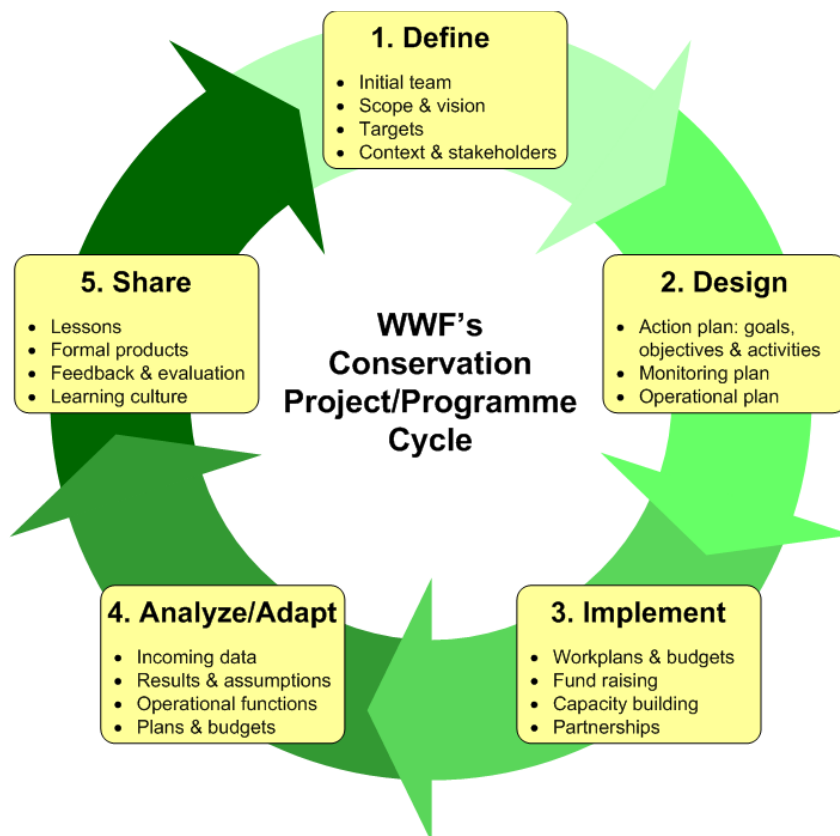 1. Define
• Initial team
• Scope & vision
• Targets
• Context & stakeholders
2. Design
• Action plan: goals,
objectives & activities
• Monitoring plan
• Operational plan
3. Implement
• Workplans & budgets
• Fund raising
• Capacity building
• Partnerships
4. Analyze/Adapt
• Incoming data
• Results & assumptions
• Operational functions
• Plans & budgets
5. Share
• Lessons
• Formal products
• Feedback & evaluation
• Learning culture
WWF's
Conservation
Project/Programme
Cycle